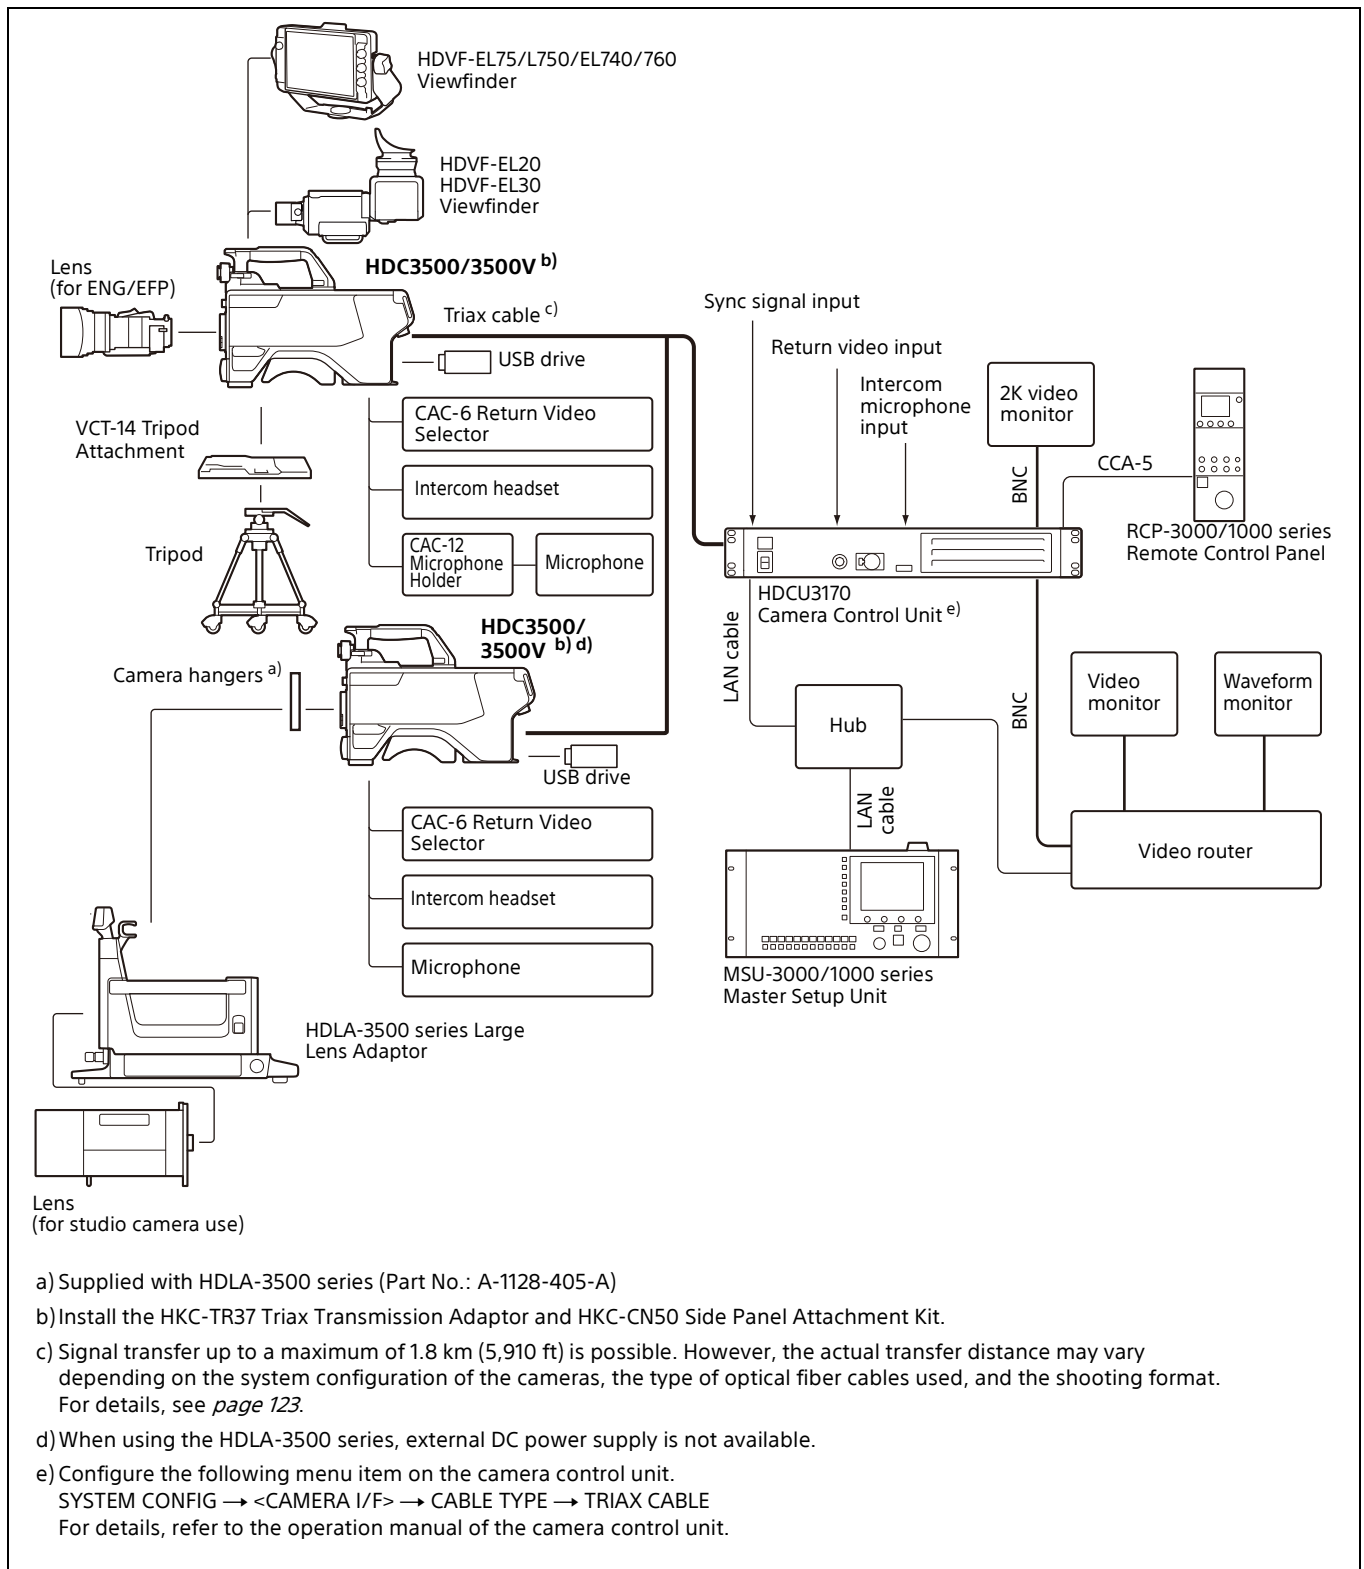 HDVF-EL75/L750/EL740/760
Viewfinder
HDVF-EL20
HDVF-EL30
Viewfinder
Lens
(for ENG/EFP)
HDC3500/3500V b)
Triax cable c)
USB drive
Sync signal input
Return video input
Intercom
microphone
input
2K video
monitor
CAC-6 Return Video
Selector
VCT-14 Tripod
Attachment
Intercom headset
BNC
CCA-5
RCP-3000/1000 series
Remote Control Panel
Tripod
CAC-12
Microphone
Holder
Microphone
HDCU3170
Camera Control Unit e)
HDC3500/
3500V b) d)
Camera hangers a)
LAN cable
Hub
BNC
Video
monitor
Waveform
monitor
USB drive
LAN
cable
CAC-6 Return Video
Selector
Video router
Intercom headset
Microphone
MSU-3000/1000 series
Master Setup Unit
HDLA-3500 series Large
Lens Adaptor
Lens
(for studio camera use)
a) Supplied with HDLA-3500 series (Part No.: A-1128-405-A)
b) Install the HKC-TR37 Triax Transmission Adaptor and HKC-CN50 Side Panel Attachment Kit.
c) Signal transfer up to a maximum of 1.8 km (5,910 ft) is possible. However, the actual transfer distance may vary
depending on the system configuration of the cameras, the type of optical fiber cables used, and the shooting format.
For details, see page 123.
d) When using the HDLA-3500 series, external DC power supply is not available.
e) Configure the following menu item on the camera control unit.
SYSTEM CONFIG → <CAMERA I/F> → CABLE TYPE → TRIAX CABLE
For details, refer to the operation manual of the camera control unit.